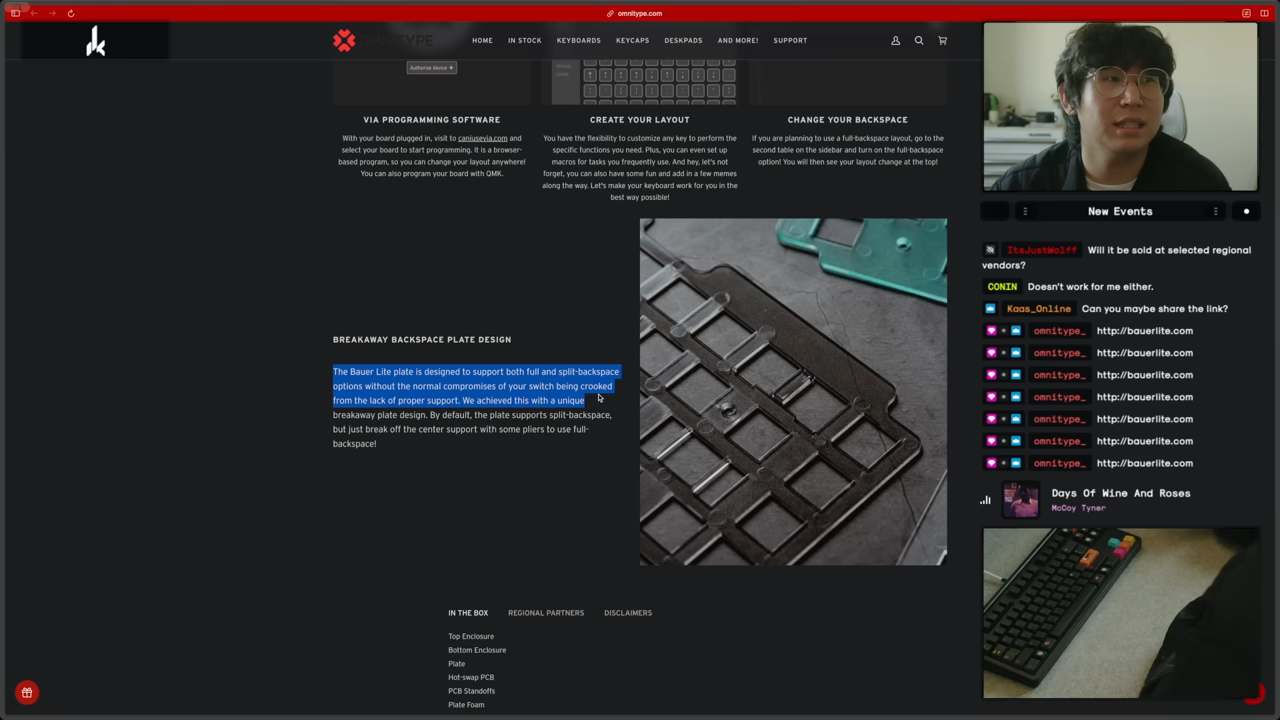 omnitype.com
OMNITYPE
HOME
IN STOCK
KEYBOARDS
KEYCAPS
DESKPADS
AND MORE!
SUPPORT
Authorize device +
VIA PROGRAMMING SOFTWARE
With your board plugged in, visit to caniusevia.com and
select your board to start programming. It is a browser-
based program, so you can change your layout anywhere!
You can also program your board with QMK.
CREATE YOUR LAYOUT
You have the flexibility to customize any key to perform the
specific functions you need. Plus, you can even set up
macros for tasks you frequently use. And hey, let's not
forget, you can also have some fun and add in a few memes
along the way. Let's make your keyboard work for you in the
best way possible!
CHANGE YOUR BACKSPACE
If you are planning to use a full-backspace layout, go to the
second table on the sidebar and turn on the full-backspace
option! You will then see your layout change at the top!
BREAKAWAY BACKSPACE PLATE DESIGN
The Bauer Lite plate is designed to support both full and split-backspace
options without the normal compromises of your switch being crooked
from the lack of proper support. We achieved this with a unique
breakaway plate design. By default, the plate supports split-backspace,
but just break off the center support with some pliers to use full-
backspace!
IN THE BOX
REGIONAL PARTNERS
DISCLAIMERS
Top Enclosure
Bottom Enclosure
Plate
Hot-swap PCB
PCB Standoffs
Plate Foam
New Events
ItsJustWolff Will it be sold at selected regional
vendors?
CONIN Doesn't work for me either.
Kaas_Online Can you maybe share the link?
omnitype_ http://bauerlite.com
omnitype_ http://bauerlite.com
omnitype_ http://bauerlite.com
omnitype_ http://bauerlite.com
omnitype_ http://bauerlite.com
omnitype_ http://bauerlite.com
omnitype_ http://bauerlite.com
Days Of Wine And Roses
McCoy Tyner